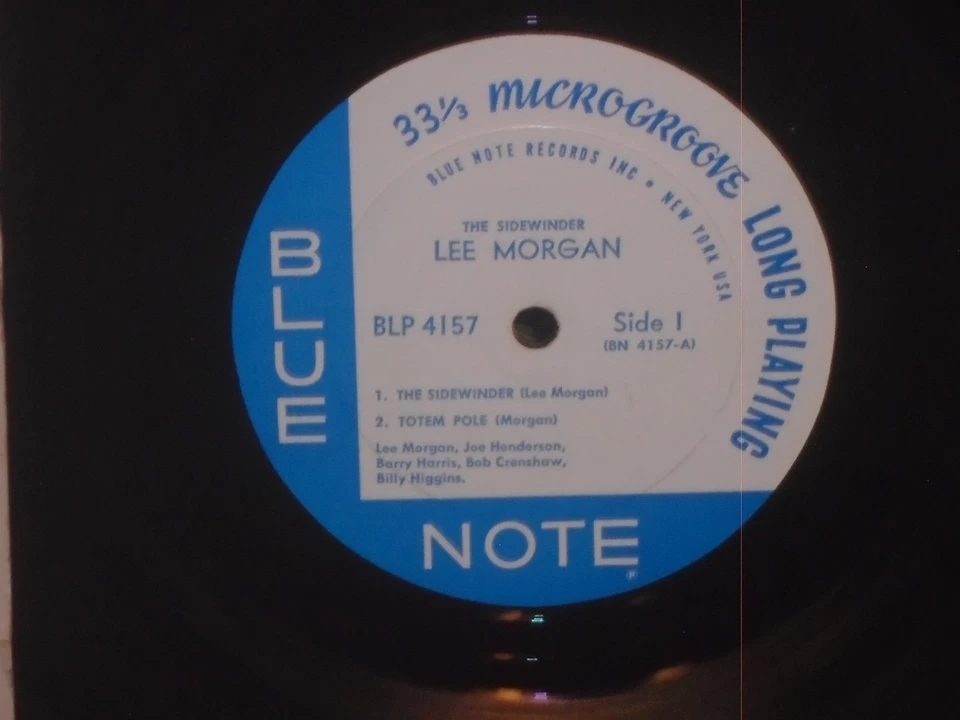 33⅓ MICROGROOVE LONG PLAYING
BLUE NOTE RECORDS INC • NEW YORK USA
THE SIDEWINDER
LEE MORGAN
BLP 4157
Side 1
(BN 4157-A)
1. THE SIDEWINDER (Lee Morgan)
2. TOTEM POLE (Morgan)
Lee Morgan, Joe Henderson,
Barry Harris, Bob Crenshaw,
Billy Higgins.
BLUE
NOTE